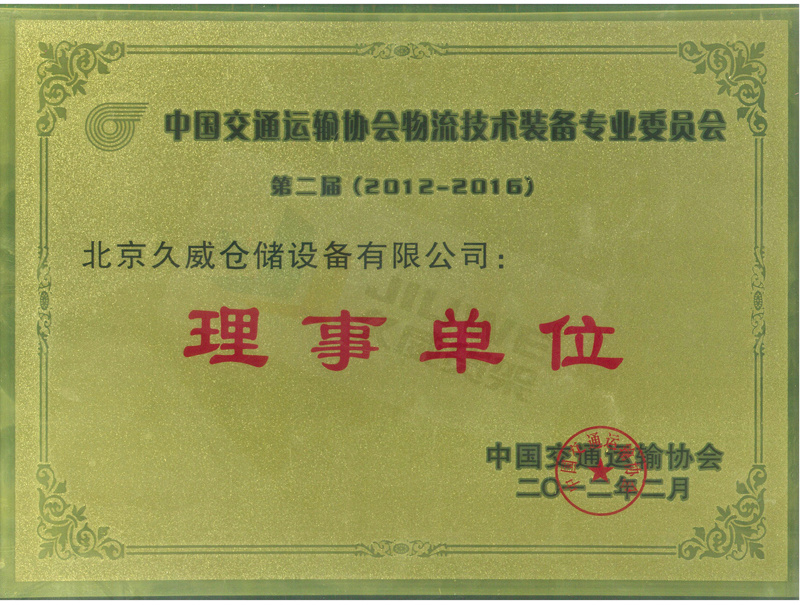 中国交通运输协会物流技术装备专业委员会
第二届(2012-2016)
北京久威仓储设备有限公司:
理事单位
中国交通运输协会
二〇一二年二月